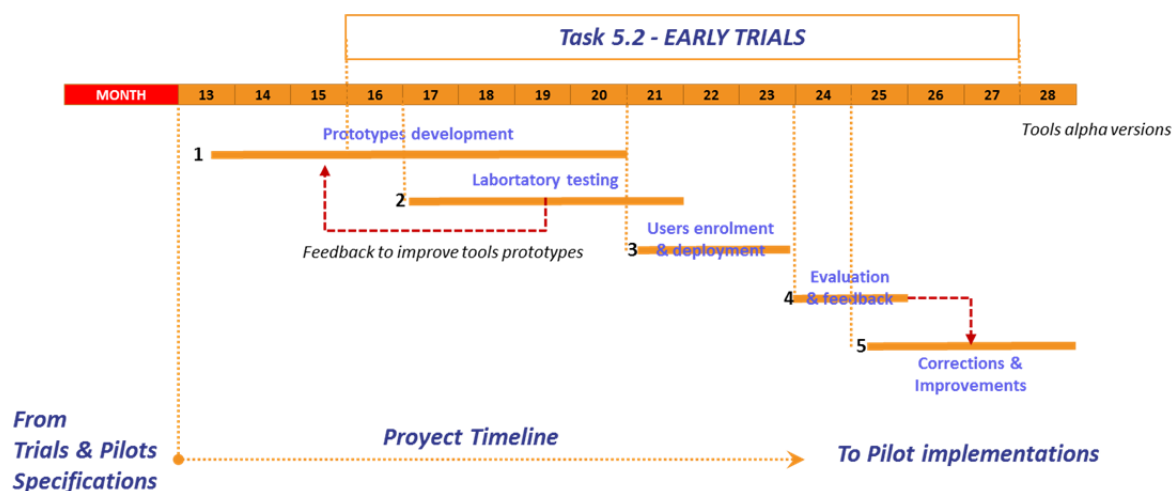 Task 5.2 - EARLY TRIALS
MONTH 13 14 15 16 17 18 19 20 21 22 23 24 25 26 27 28
Tools alpha versions
Prototypes development
1
Labortatory testing
2
Feedback to improve tools prototypes
Users enrolment
3 & deployment
Evaluation
4 & feedback
5
Corrections &
Improvements
From
Trials & Pilots
Specifications
Proyect Timeline
To Pilot implementations